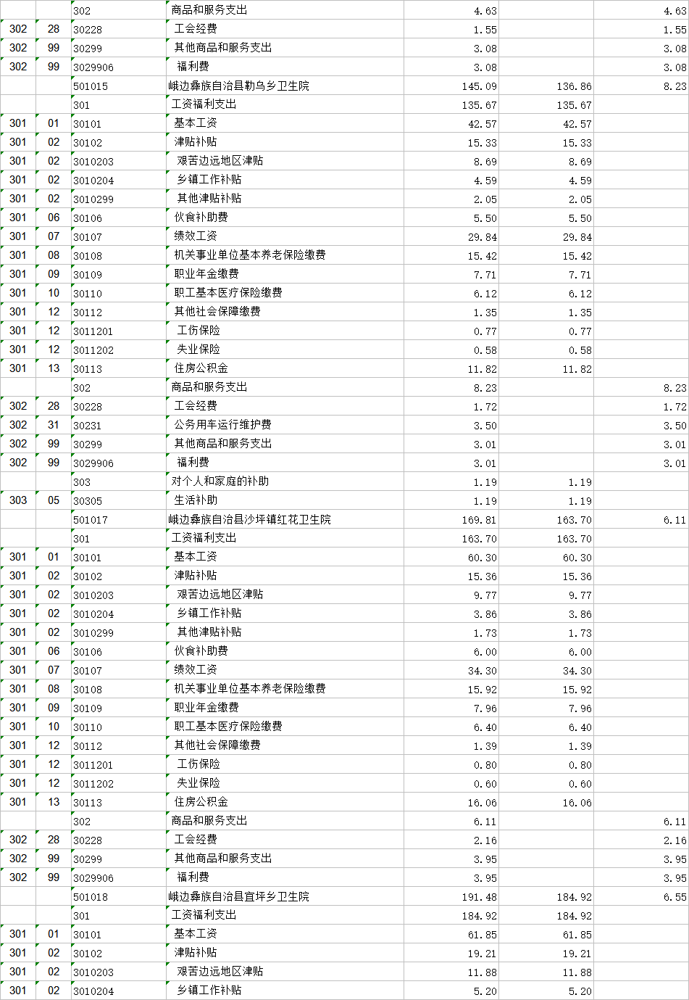 302 商品和服务支出 4.63 4.63
302 28 30228 工会经费 1.55 1.55
302 99 30299 其他商品和服务支出 3.08 3.08
302 99 3029906 福利费 3.08 3.08
501015 峨边彝族自治县勒乌乡卫生院 145.09 136.86 8.23
301 工资福利支出 135.67 135.67
301 01 30101 基本工资 42.57 42.57
301 02 30102 津贴补贴 15.33 15.33
301 02 3010203 艰苦边远地区津贴 8.69 8.69
301 02 3010204 乡镇工作补贴 4.59 4.59
301 02 3010299 其他津贴补贴 2.05 2.05
301 06 30106 伙食补助费 5.50 5.50
301 07 30107 绩效工资 29.84 29.84
301 08 30108 机关事业单位基本养老保险缴费 15.42 15.42
301 09 30109 职业年金缴费 7.71 7.71
301 10 30110 职工基本医疗保险缴费 6.12 6.12
301 12 30112 其他社会保障缴费 1.35 1.35
301 12 3011201 工伤保险 0.77 0.77
301 12 3011202 失业保险 0.58 0.58
301 13 30113 住房公积金 11.82 11.82
302 商品和服务支出 8.23 8.23
302 28 30228 工会经费 1.72 1.72
302 31 30231 公务用车运行维护费 3.50 3.50
302 99 30299 其他商品和服务支出 3.01 3.01
302 99 3029906 福利费 3.01 3.01
303 对个人和家庭的补助 1.19 1.19
303 05 30305 生活补助 1.19 1.19
501017 峨边彝族自治县沙坪镇红花卫生院 169.81 163.70 6.11
301 工资福利支出 163.70 163.70
301 01 30101 基本工资 60.30 60.30
301 02 30102 津贴补贴 15.36 15.36
301 02 3010203 艰苦边远地区津贴 9.77 9.77
301 02 3010204 乡镇工作补贴 3.86 3.86
301 02 3010299 其他津贴补贴 1.73 1.73
301 06 30106 伙食补助费 6.00 6.00
301 07 30107 绩效工资 34.30 34.30
301 08 30108 机关事业单位基本养老保险缴费 15.92 15.92
301 09 30109 职业年金缴费 7.96 7.96
301 10 30110 职工基本医疗保险缴费 6.40 6.40
301 12 30112 其他社会保障缴费 1.39 1.39
301 12 3011201 工伤保险 0.80 0.80
301 12 3011202 失业保险 0.60 0.60
301 13 30113 住房公积金 16.06 16.06
302 商品和服务支出 6.11 6.11
302 28 30228 工会经费 2.16 2.16
302 99 30299 其他商品和服务支出 3.95 3.95
302 99 3029906 福利费 3.95 3.95
501018 峨边彝族自治县宜坪乡卫生院 191.48 184.92 6.55
301 工资福利支出 184.92 184.92
301 01 30101 基本工资 61.85 61.85
301 02 30102 津贴补贴 19.21 19.21
301 02 3010203 艰苦边远地区津贴 11.88 11.88
301 02 3010204 乡镇工作补贴 5.20 5.20